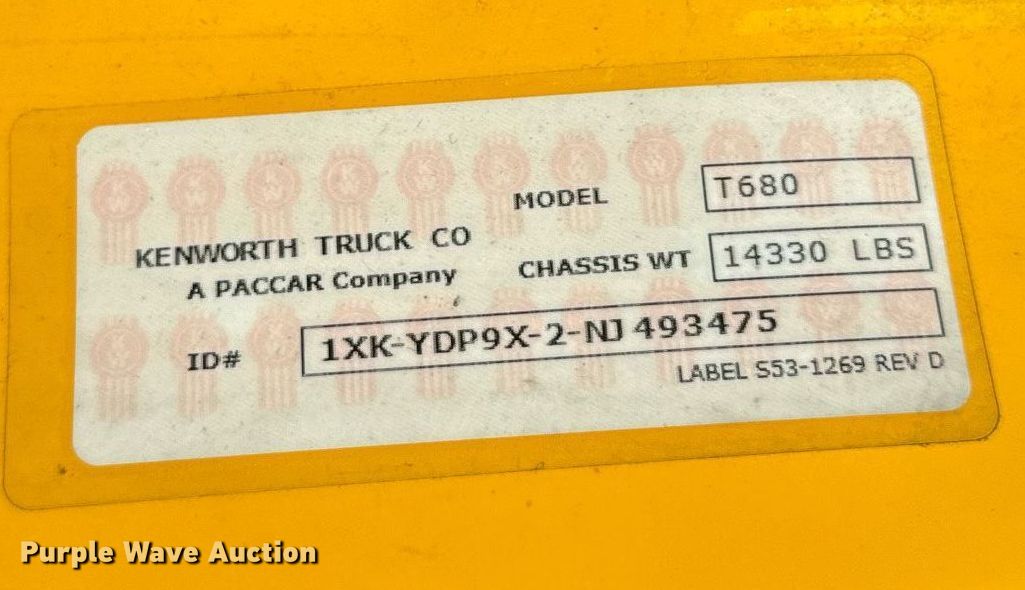 MODEL T680
KENWORTH TRUCK CO
A PACCAR Company
CHASSIS WT 14330 LBS
ID# 1XK-YDP9X-2-NJ 493475
LABEL S53-1269 REV D
Purple Wave Auction